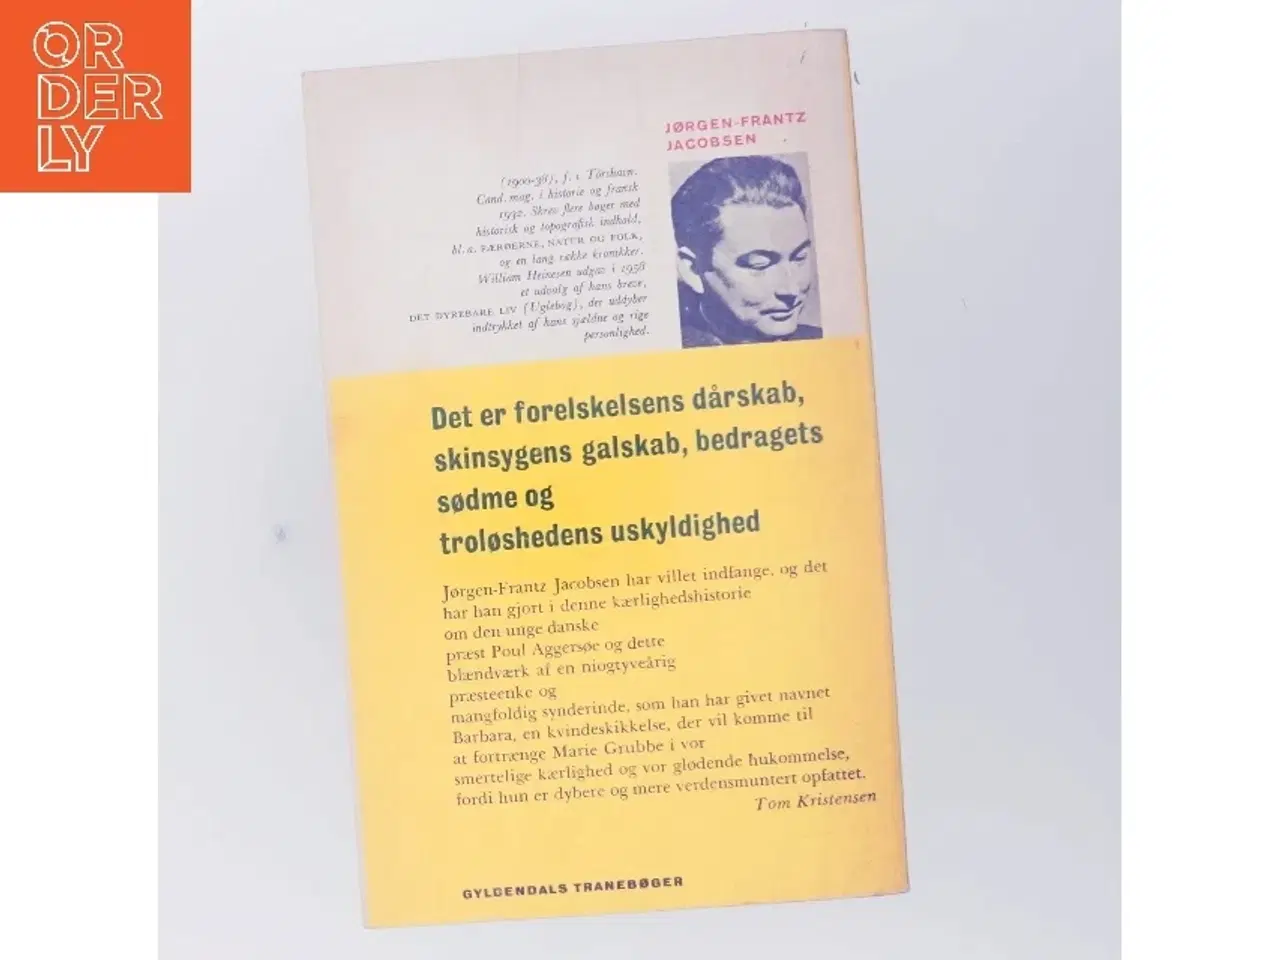 OR
DER
LY
JØRGEN-FRANTZ
JACOBSEN
(1900-38), f. i Tórshavn.
Cand. mag. i historie og fransk
1932. Skrev flere bøger med
historisk og topografisk indhold,
bl. a. FÆRØERNE, NATUR OG FOLK,
og en lang række kronikker.
William Heinesen udgav i 1958
et udvalg af hans breve,
DET DYREBARE LIV (Uglebog), der uddyber
indtrykket af hans sjældne og rige
personlighed.
Det er forelskelsens dårskab,
skinsygens galskab, bedragets
sødme og
troløshedens uskyldighed
Jørgen-Frantz Jacobsen har villet indfange, og det
har han gjort i denne kærlighedshistorie
om den unge danske
præst Poul Aggersøe og dette
blændværk af en niogtyveårig
præsteenke og
mangfoldig synderinde, som han har givet navnet
Barbara, en kvindeskikkelse, der vil komme til
at fortrænge Marie Grubbe i vor
smertelige kærlighed og vor glødende hukommelse,
fordi hun er dybere og mere verdensmuntert opfattet.
Tom Kristensen
GYLDENDALS TRANEBØGER